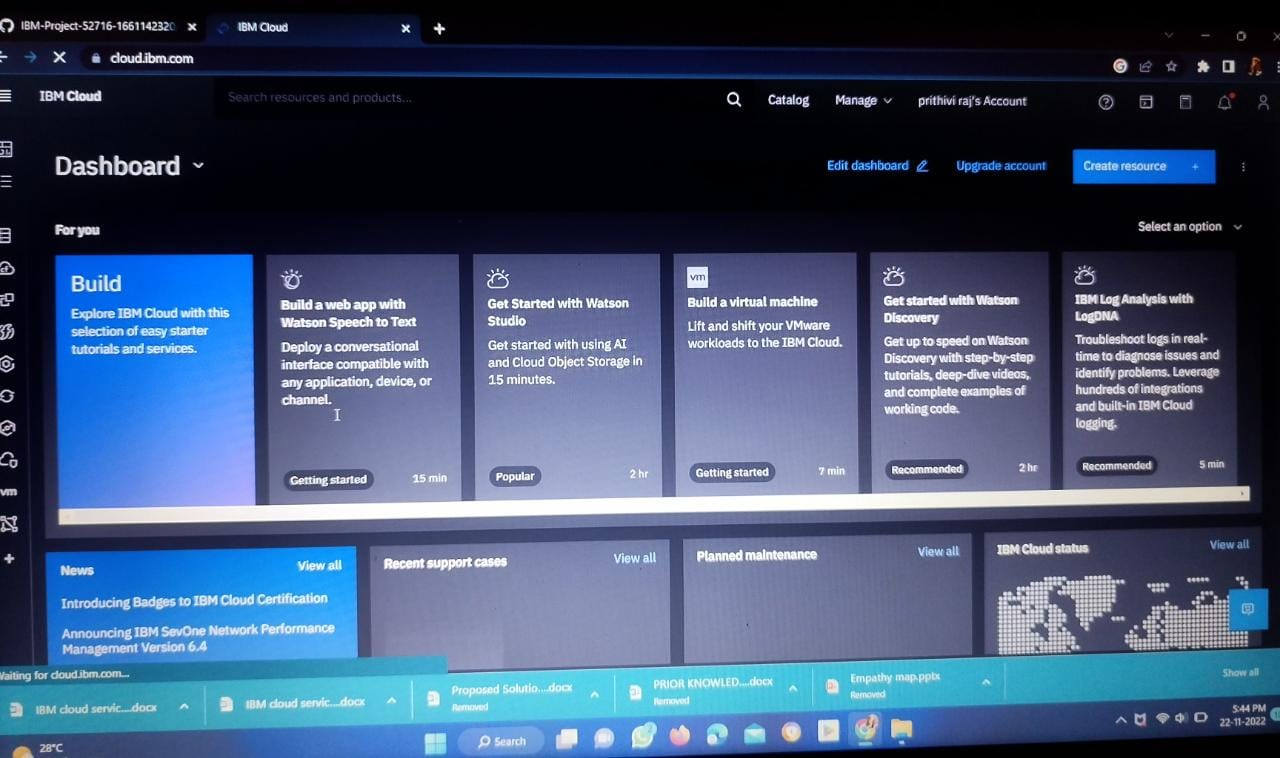 IBM-Project-52716-1661142320
IBM Cloud
cloud.ibm.com
IBM Cloud
Search resources and products...
Catalog
Manage
prithivi raj's Account
Dashboard
Edit dashboard
Upgrade account
Create resource +
For you
Select an option
Build
Explore IBM Cloud with this
selection of easy starter
tutorials and services.
Build a web app with
Watson Speech to Text
Deploy a conversational
interface compatible with
any application, device, or
channel.
Getting started
15 min
Get Started with Watson
Studio
Get started with using AI
and Cloud Object Storage in
15 minutes.
Popular
2 hr
vm
Build a virtual machine
Lift and shift your VMware
workloads to the IBM Cloud.
Getting started
7 min
Get started with Watson
Discovery
Get up to speed on Watson
Discovery with step-by-step
tutorials, deep-dive videos,
and complete examples of
working code.
Recommended
2 hr
IBM Log Analysis with
LogDNA
Troubleshoot logs in real-
time to diagnose issues and
identify problems. Leverage
hundreds of integrations
and built-in IBM Cloud
logging.
Recommended
5 min
vm
News
View all
Introducing Badges to IBM Cloud Certification
Announcing IBM SevOne Network Performance
Management Version 6.4
Recent support cases
View all
Planned maintenance
View all
IBM Cloud status
View all
Waiting for cloud.ibm.com...
IBM cloud servic....docx
IBM cloud servic....docx
Proposed Solutio....docx
Removed
PRIOR KNOWLED....docx
Removed
Empathy map.pptx
Removed
Show all
28°C
Search
5:44 PM
22-11-2022